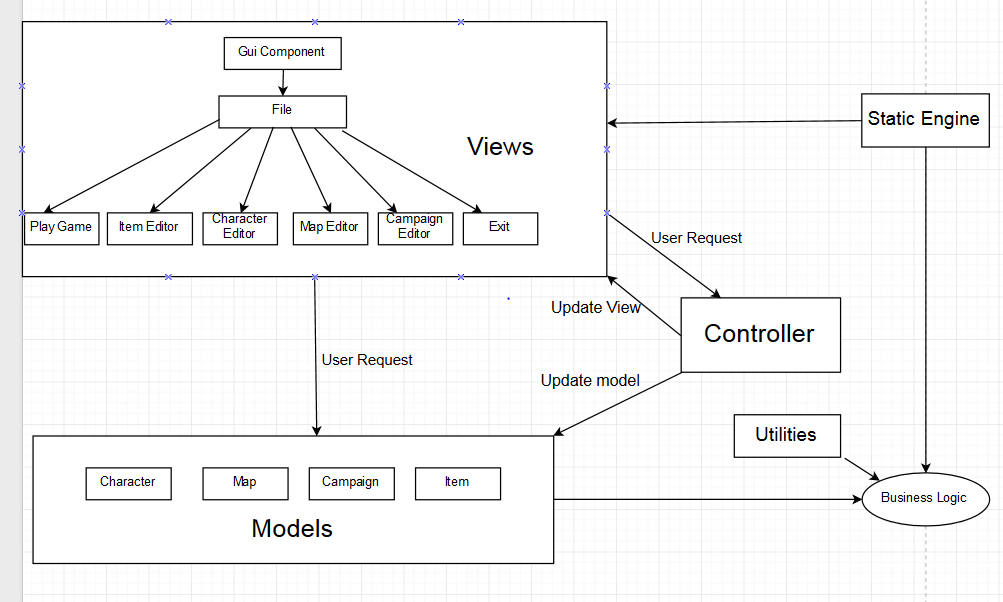 Gui Component
File
Static Engine
Views
Play Game
Item Editor
Character
Editor
Map Editor
Campaign
Editor
Exit
User Request
Update View
Controller
User Request
Update model
Utilities
Character
Map
Campaign
Item
Business Logic
Models